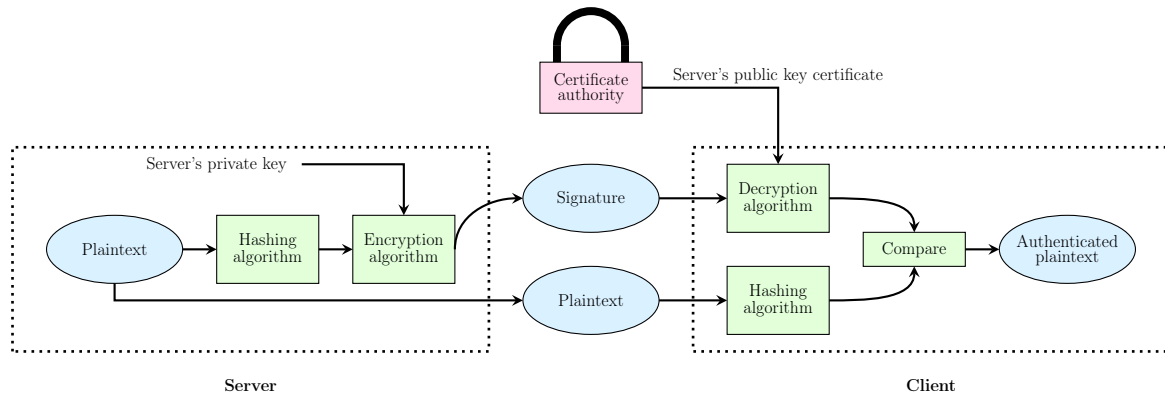 Certificate
authority
Server's public key certificate
Server's private key
Plaintext
Hashing
algorithm
Encryption
algorithm
Signature
Plaintext
Decryption
algorithm
Hashing
algorithm
Compare
Authenticated
plaintext
Server
Client